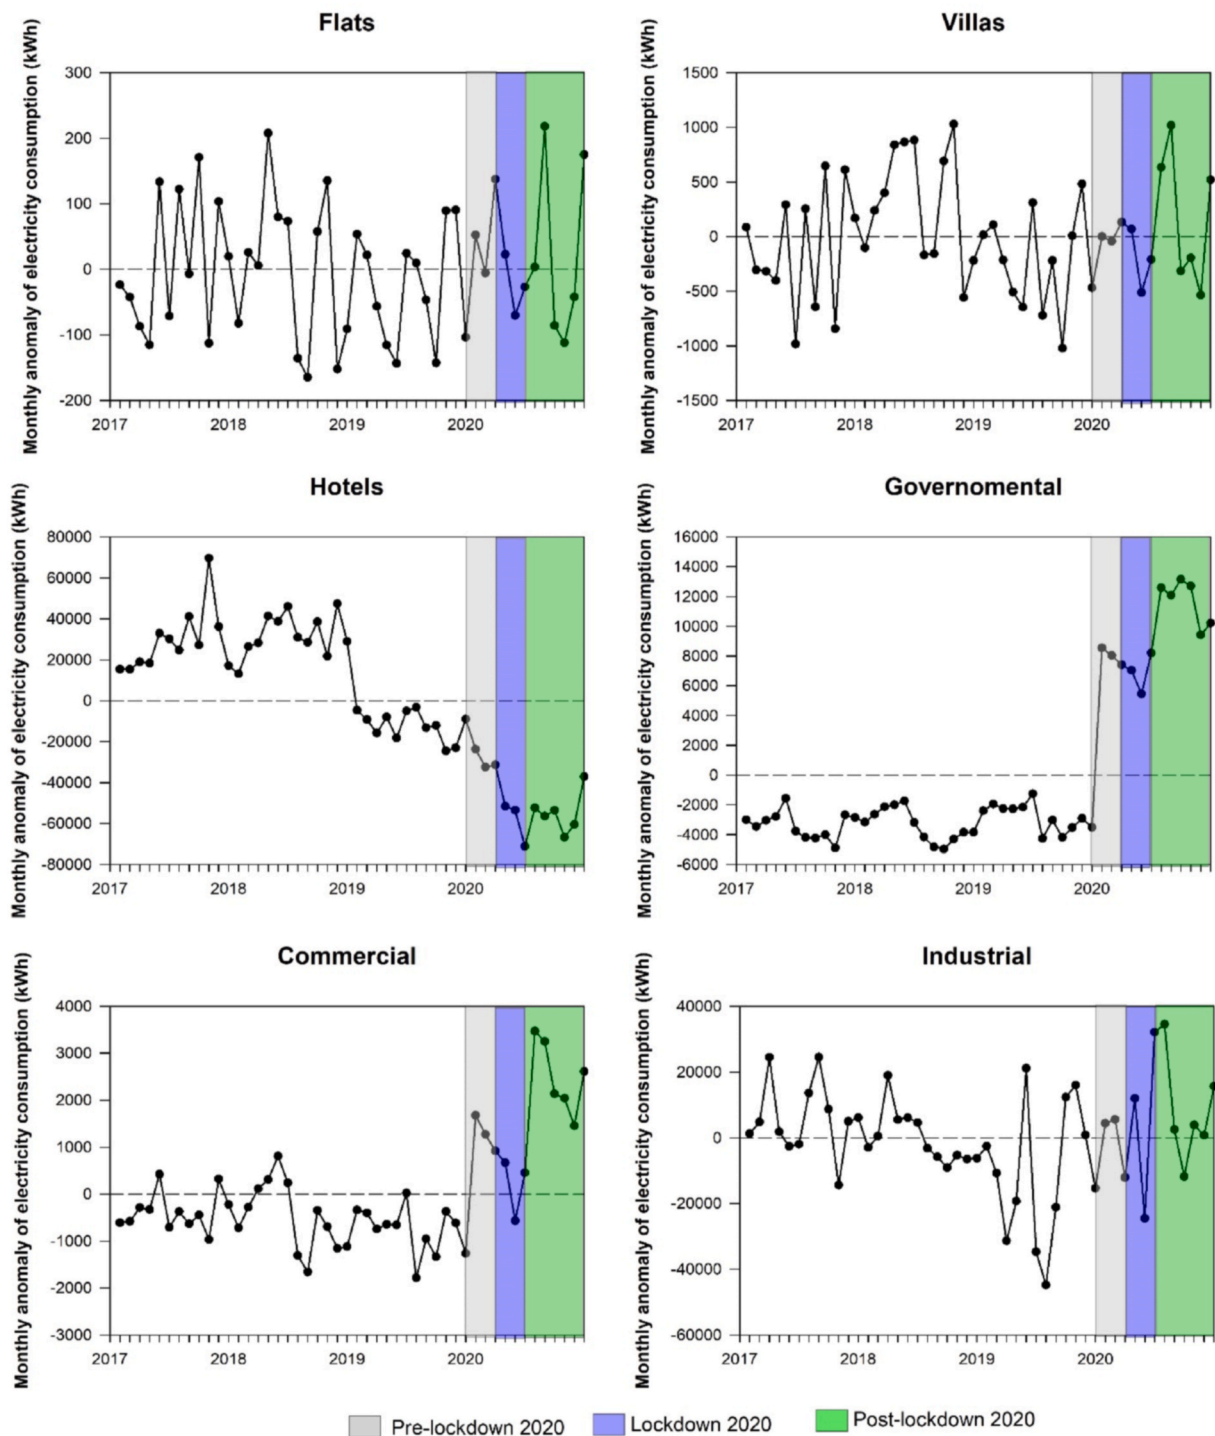 Flats
Monthly anomaly of electricity consumption (kWh)
300
200
100
0
-100
-200
2017 2018 2019 2020
Villas
Monthly anomaly of electricity consumption (kWh)
1500
1000
500
0
-500
-1000
-1500
2017 2018 2019 2020
Hotels
Monthly anomaly of electricity consumption (kWh)
80000
60000
40000
20000
0
-20000
-40000
-60000
-80000
2017 2018 2019 2020
Governomental
Monthly anomaly of electricity consumption (kWh)
16000
14000
12000
10000
8000
6000
4000
2000
0
-2000
-4000
-6000
2017 2018 2019 2020
Commercial
Monthly anomaly of electricity consumption (kWh)
4000
3000
2000
1000
0
-1000
-2000
-3000
2017 2018 2019 2020
Industrial
Monthly anomaly of electricity consumption (kWh)
40000
20000
0
-20000
-40000
-60000
2017 2018 2019 2020
Pre-lockdown 2020 Lockdown 2020 Post-lockdown 2020